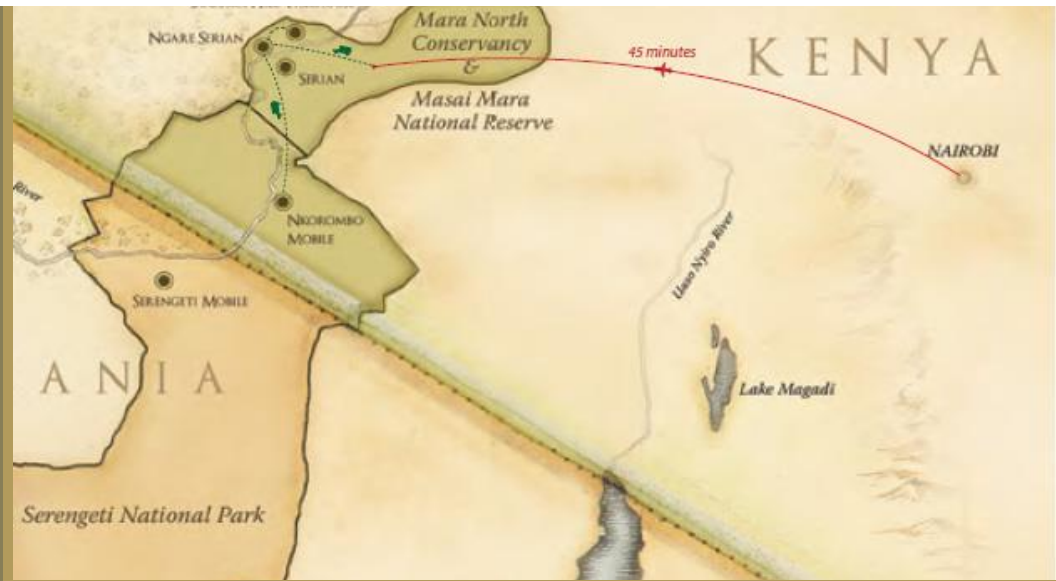 Mara North
Conservancy
&
Masai Mara
National Reserve
NGARE SERIAN
SERIAN
45 minutes
KENYA
NAIROBI
NKOROMBO
MOBILE
River
SERENGETI MOBILE
Uaso Nyiro River
ANIA
Lake Magadi
Serengeti National Park